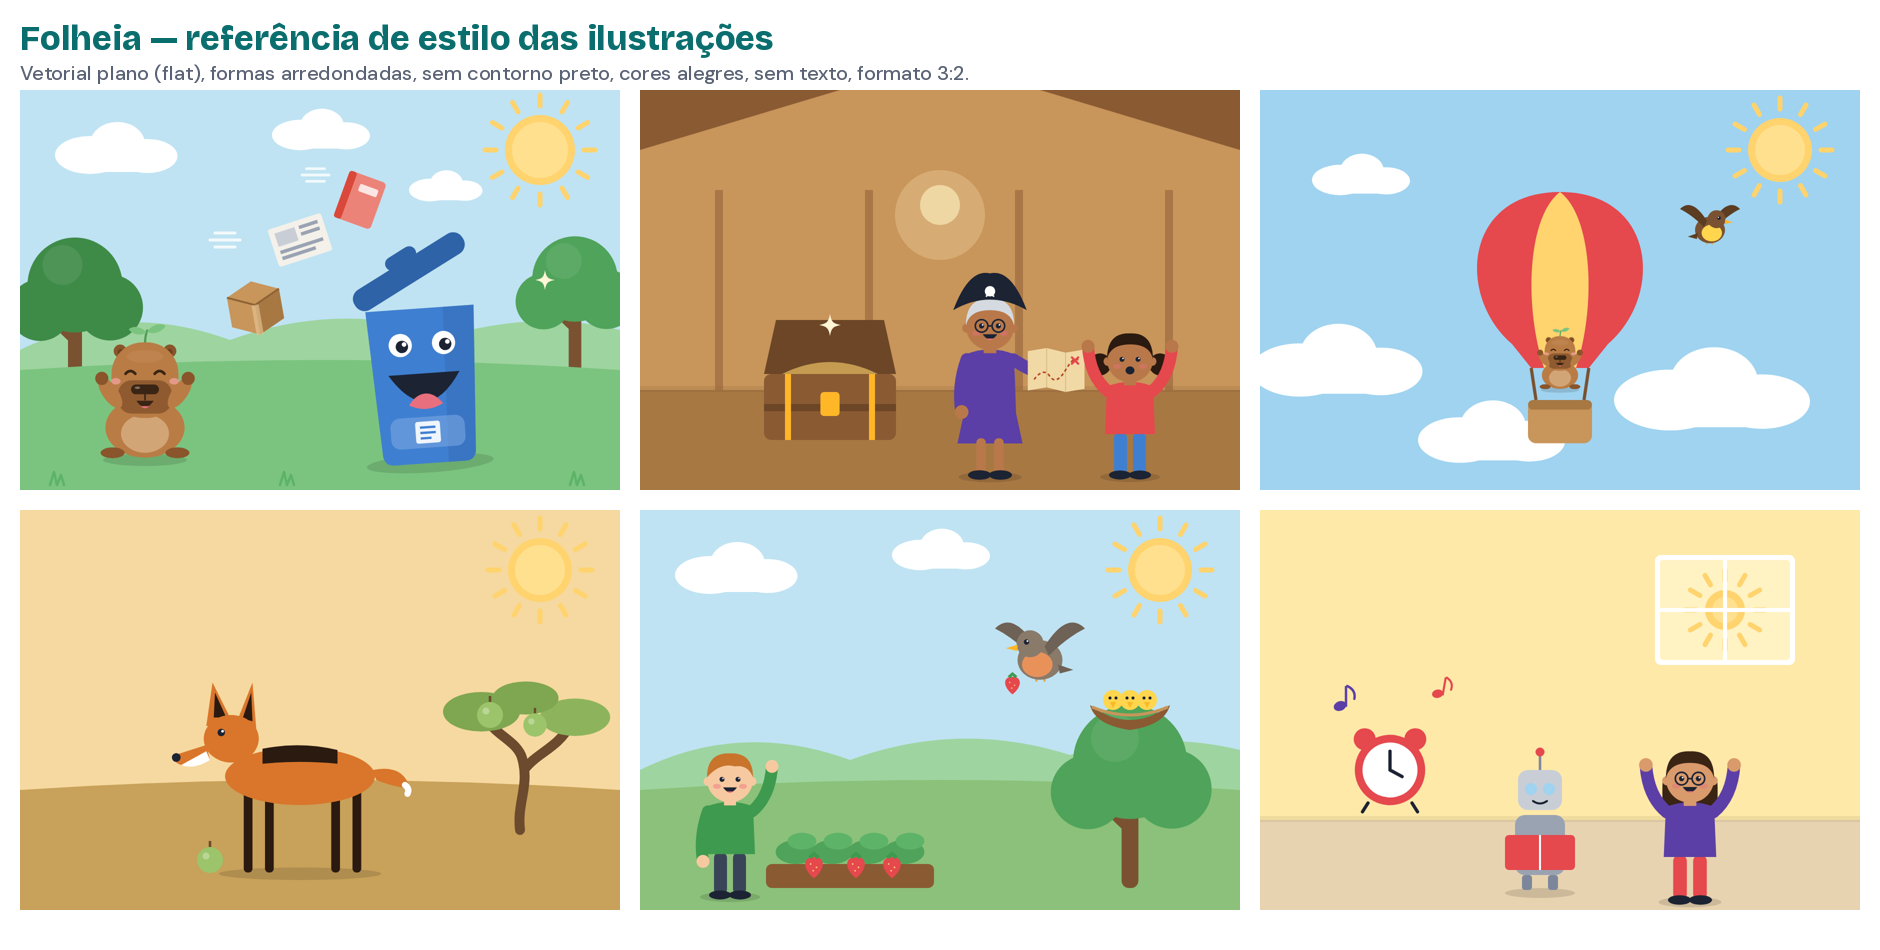 Folheia — referência de estilo das ilustrações
Vetorial plano (flat), formas arredondadas, sem contorno preto, cores alegres, sem texto, formato 3:2.